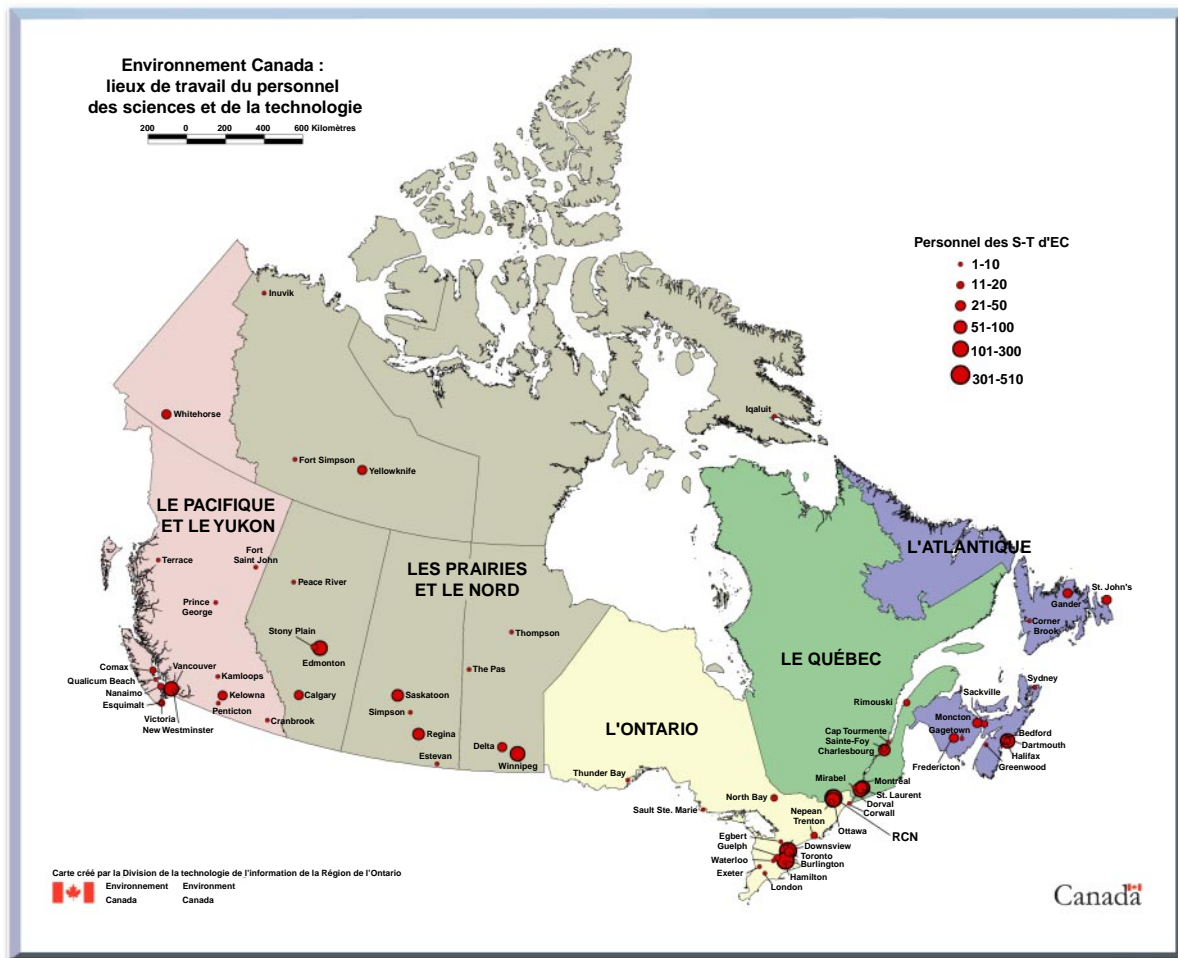 Environnement Canada :
lieux de travail du personnel
des sciences et de la technologie
200 0 200 400 600 Kilomètres
Personnel des S-T d'EC
1-10
11-20
21-50
51-100
101-300
301-510
Inuvik
Iqaluit
Whitehorse
Fort Simpson
Yellowknife
LE PACIFIQUE
ET LE YUKON
L'ATLANTIQUE
Fort
Saint John
Terrace
LES PRAIRIES
ET LE NORD
Peace River
St. John's
Gander
Prince
George
Corner
Brook
Thompson
Stony Plain
Edmonton
LE QUÉBEC
Comax
Vancouver
The Pas
Qualicum Beach
Kamloops
Sydney
Nanaimo
Kelowna
Calgary
Saskatoon
Sackville
Esquimalt
Penticton
Rimouski
Simpson
Victoria
New Westminster
Cranbrook
Moncton
L'ONTARIO
Gagetown
Bedford
Cap Tourmente
Regina
Sainte-Foy
Dartmouth
Delta
Charlesbourg
Halifax
Estevan
Winnipeg
Fredericton
Greenwood
Thunder Bay
Mirabel
Montréal
St. Laurent
North Bay
Dorval
Sault Ste. Marie
Nepean
Corwall
Trenton
Ottawa
RCN
Egbert
Downsview
Guelph
Toronto
Waterloo
Burlington
Exeter
Hamilton
London
Carte créé par la Division de la technologie de l'information de la Région de l'Ontario
Environnement Environment
Canada Canada
Canada